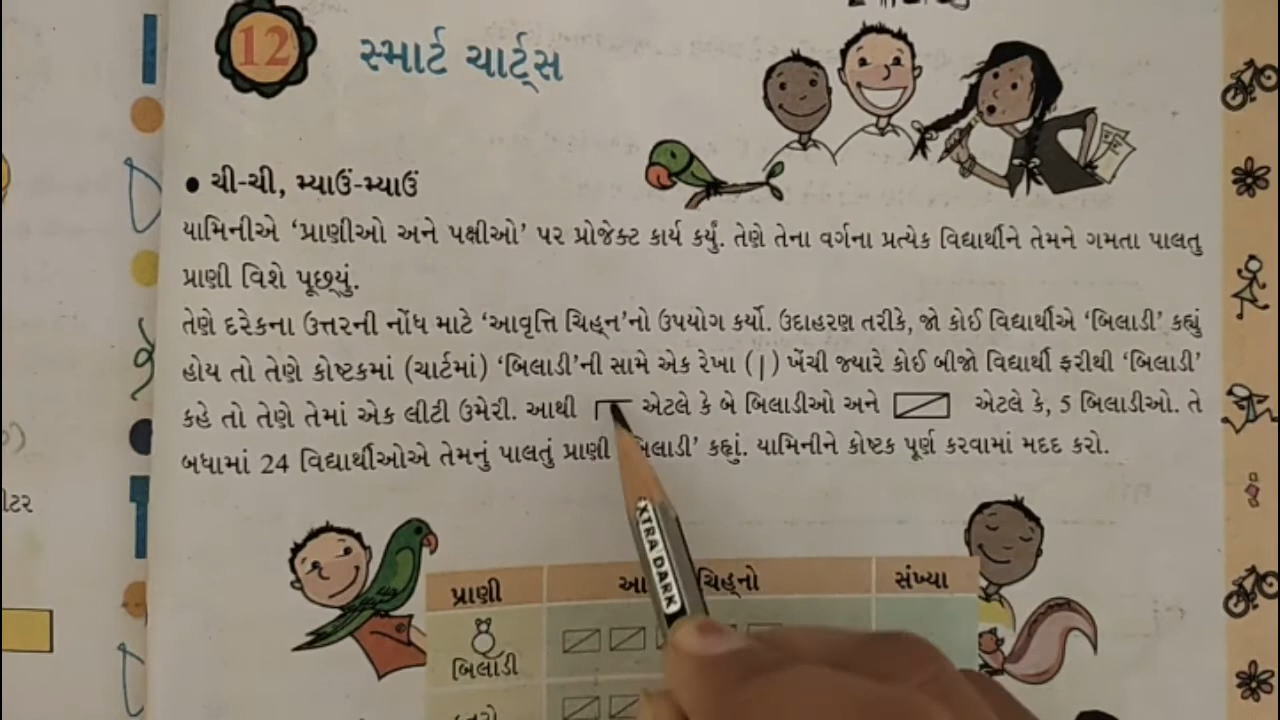 12 સ્માર્ટ ચાર્ટ્સ
• ચી-ચી, મ્યાઉં-મ્યાઉં
યામિનીએ ‘પ્રાણીઓ અને પક્ષીઓ’ પર પ્રોજેક્ટ કાર્ય કર્યું. તેણે તેના વર્ગના પ્રત્યેક વિદ્યાર્થીને તેમને ગમતા પાલતુ
પ્રાણી વિશે પૂછ્યું.
તેણે દરેકના ઉત્તરની નોંધ માટે ‘આવૃત્તિ ચિહ્ન’નો ઉપયોગ કર્યો. ઉદાહરણ તરીકે, જો કોઈ વિદ્યાર્થીએ ‘બિલાડી’ કહ્યું
હોય તો તેણે કોષ્ટકમાં (ચાર્ટમાં) ‘બિલાડી’ની સામે એક રેખા (|) ખેંચી જ્યારે કોઈ બીજો વિદ્યાર્થી ફરીથી ‘બિલાડી’
કહે તો તેણે તેમાં એક લીટી ઉમેરી. આથી એટલે કે બે બિલાડીઓ અને એટલે કે, 5 બિલાડીઓ. તે
બધામાં 24 વિદ્યાર્થીઓએ તેમનું પાલતું પ્રાણી કહ્યાં. યામિનીને કોષ્ટક પૂર્ણ કરવામાં મદદ કરો.
પ્રાણી ચિહ્નો સંખ્યા
બિલાડી
XTRA DARK